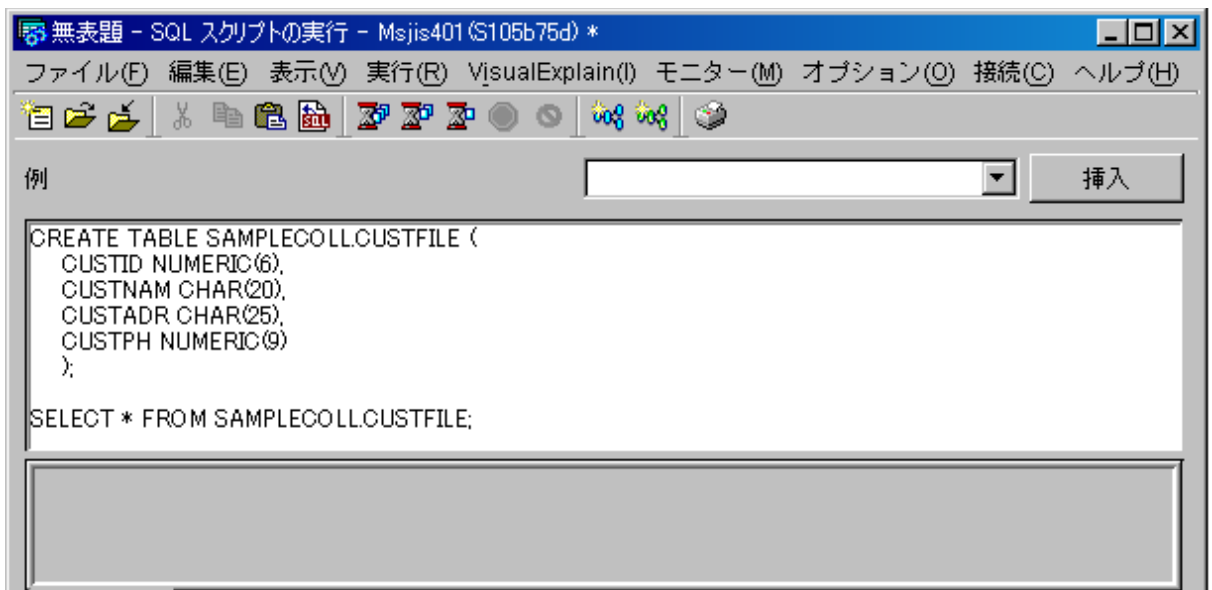 無表題 - SQL スクリプトの実行 - Msjis401(S105b75d) *
ファイル(F) 編集(E) 表示(V) 実行(R) VisualExplain(I) モニター(M) オプション(O) 接続(C) ヘルプ(H)
例 挿入
CREATE TABLE SAMPLECOLL.CUSTFILE (
CUSTID NUMERIC(6),
CUSTNAM CHAR(20),
CUSTADR CHAR(25),
CUSTPH NUMERIC(9)
);
SELECT * FROM SAMPLECOLL.CUSTFILE;